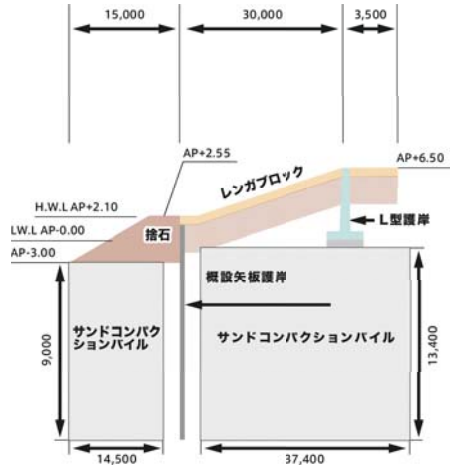 15,000
30,000
3,500
AP+2.55
AP+6.50
レンガブロック
H.W.L AP+2.10
LW.L AP-0.00
捨石
L型護岸
AP-3.00
概設矢板護岸
サンドコンパク
ションパイル
サンドコンパクションパイル
9,000
13,400
14,500
37,400